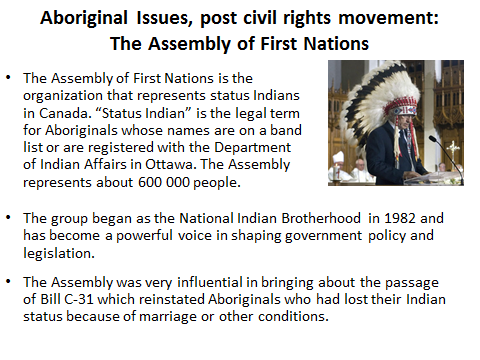 Aboriginal Issues, post civil rights movement:
The Assembly of First Nations
• The Assembly of First Nations is the
organization that represents status Indians
in Canada. “Status Indian” is the legal term
for Aboriginals whose names are on a band
list or are registered with the Department
of Indian Affairs in Ottawa. The Assembly
represents about 600 000 people.
• The group began as the National Indian Brotherhood in 1982 and
has become a powerful voice in shaping government policy and
legislation.
• The Assembly was very influential in bringing about the passage
of Bill C-31 which reinstated Aboriginals who had lost their Indian
status because of marriage or other conditions.